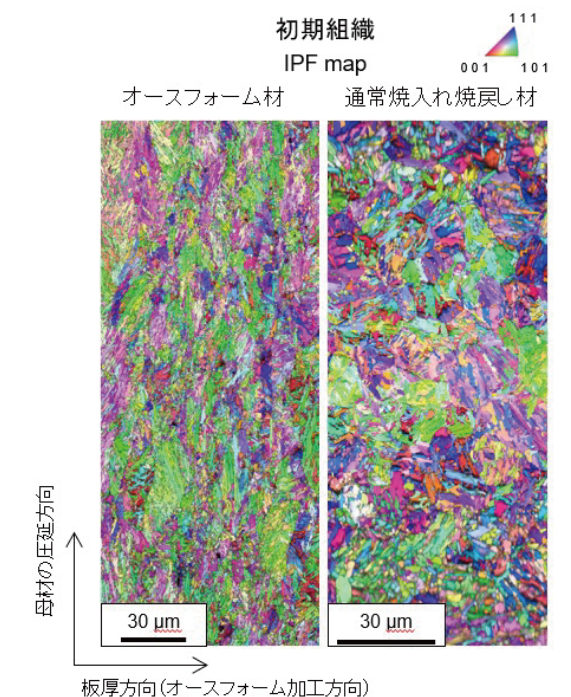 初期組織
IPF map
111
001 101
オースフォーム材
通常焼入れ焼戻し材
母材の圧延方向
30 μm
30 μm
板厚方向(オースフォーム加工方向)